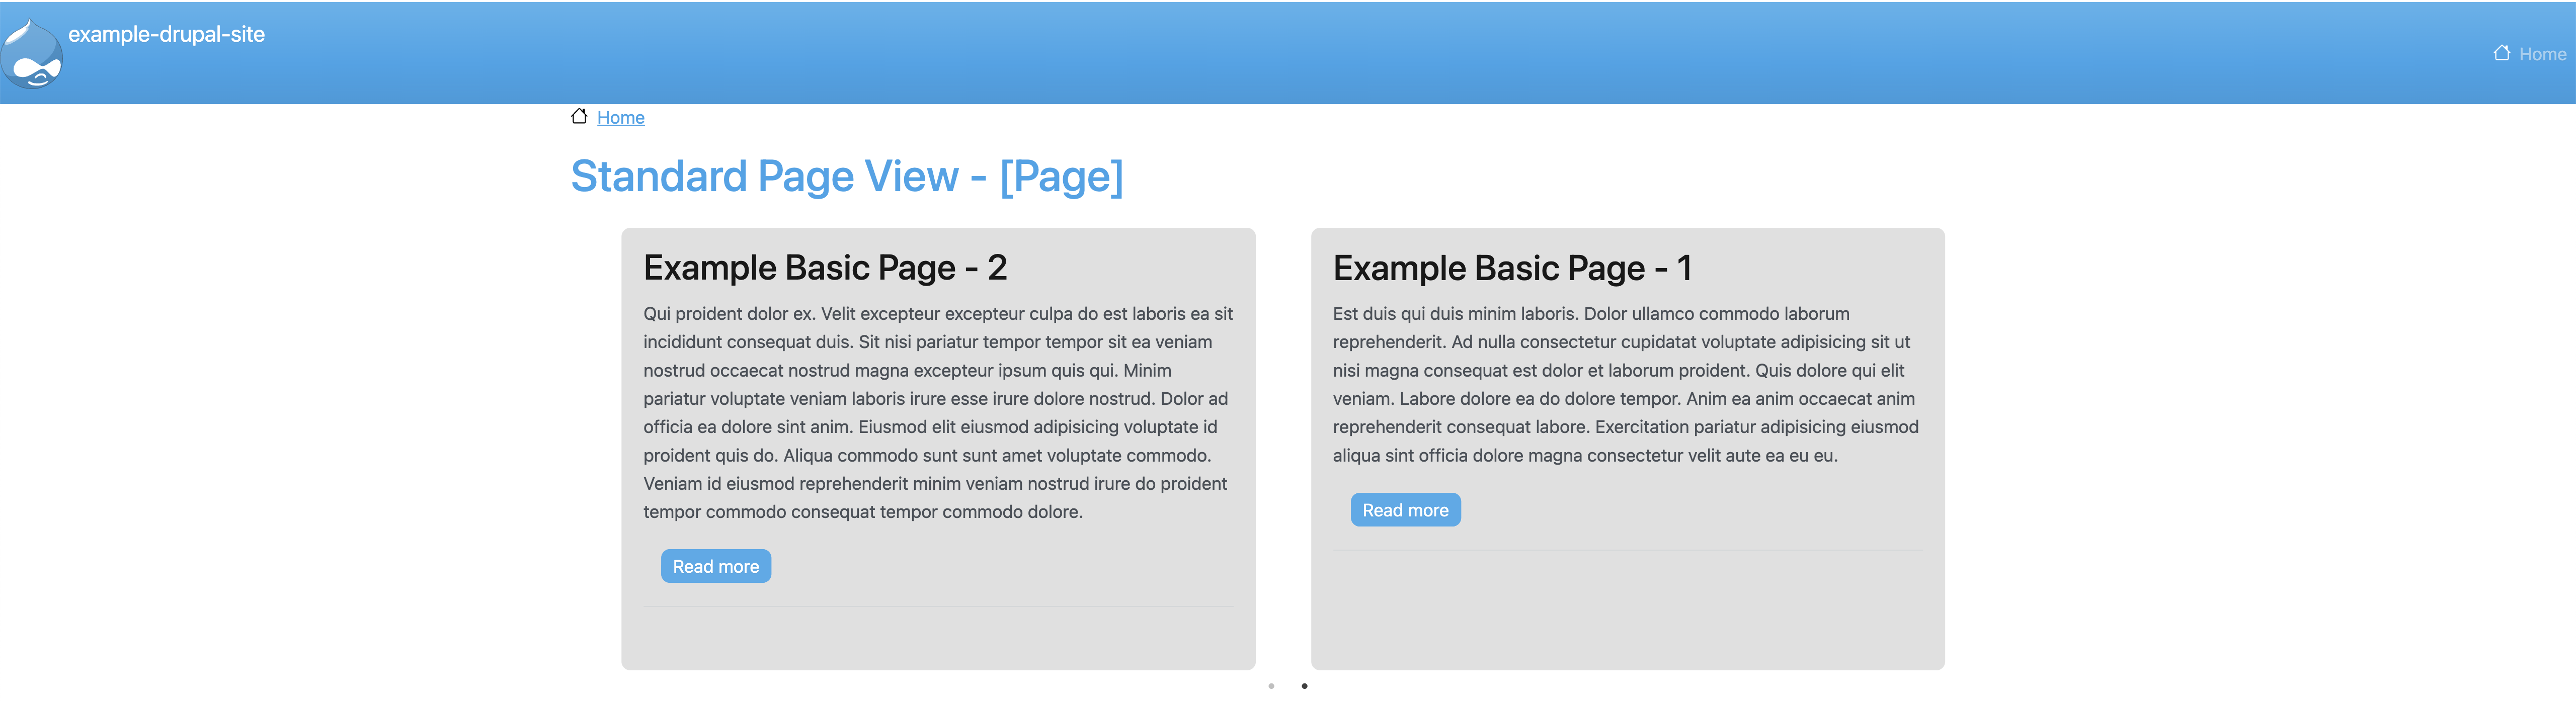 example-drupal-site
Home
Home
Standard Page View - [Page]
Example Basic Page - 2
Qui proident dolor ex. Velit excepteur excepteur culpa do est laboris ea sit
incididunt consequat duis. Sit nisi pariatur tempor tempor sit ea veniam
nostrud occaecat nostrud magna excepteur ipsum quis qui. Minim
pariatur voluptate veniam laboris irure esse irure dolore nostrud. Dolor ad
officia ea dolore sint anim. Eiusmod elit eiusmod adipisicing voluptate id
proident quis do. Aliqua commodo sunt sunt amet voluptate commodo.
Veniam id eiusmod reprehenderit minim veniam nostrud irure do proident
tempor commodo consequat tempor commodo dolore.
Read more
Example Basic Page - 1
Est duis qui duis minim laboris. Dolor ullamco commodo laborum
reprehenderit. Ad nulla consectetur cupidatat voluptate adipisicing sit ut
nisi magna consequat est dolor et laborum proident. Quis dolore qui elit
veniam. Labore dolore ea do dolore tempor. Anim ea anim occaecat anim
reprehenderit consequat labore. Exercitation pariatur adipisicing eiusmod
aliqua sint officia dolore magna consectetur velit aute ea eu eu.
Read more